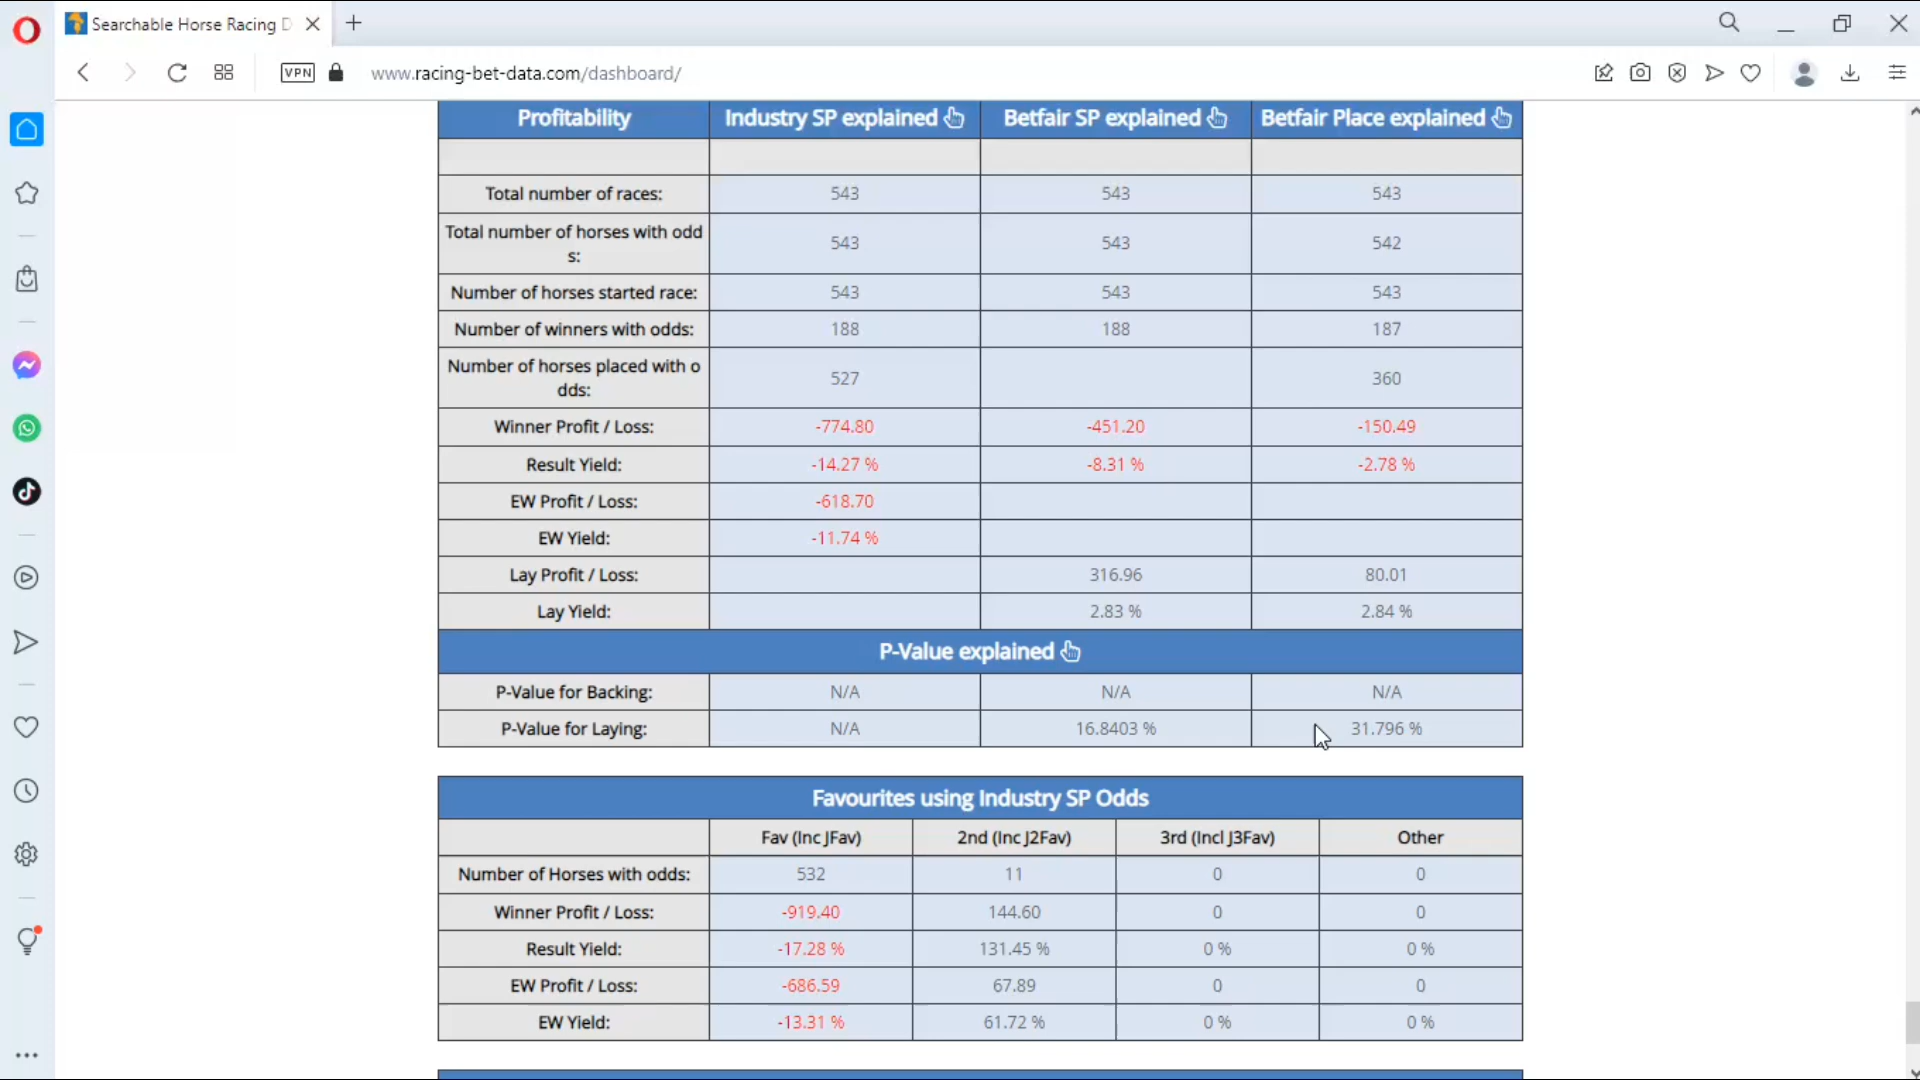 Searchable Horse Racing D
VPN
www.racing-bet-data.com/dashboard/
Profitability Industry SP explained Betfair SP explained Betfair Place explained
Total number of races: 543 543 543
Total number of horses with odd
s: 543 543 542
Number of horses started race: 543 543 543
Number of winners with odds: 188 188 187
Number of horses placed with o
dds: 527 360
Winner Profit / Loss: -774.80 -451.20 -150.49
Result Yield: -14.27 % -8.31 % -2.78 %
EW Profit / Loss: -618.70
EW Yield: -11.74 %
Lay Profit / Loss: 316.96 80.01
Lay Yield: 2.83 % 2.84 %
P-Value explained
P-Value for Backing: N/A N/A N/A
P-Value for Laying: N/A 16.8403 % 31.796 %
Favourites using Industry SP Odds
Fav (Inc JFav) 2nd (Inc J2Fav) 3rd (Incl J3Fav) Other
Number of Horses with odds: 532 11 0 0
Winner Profit / Loss: -919.40 144.60 0 0
Result Yield: -17.28 % 131.45 % 0 % 0 %
EW Profit / Loss: -686.59 67.89 0 0
EW Yield: -13.31 % 61.72 % 0 % 0 %